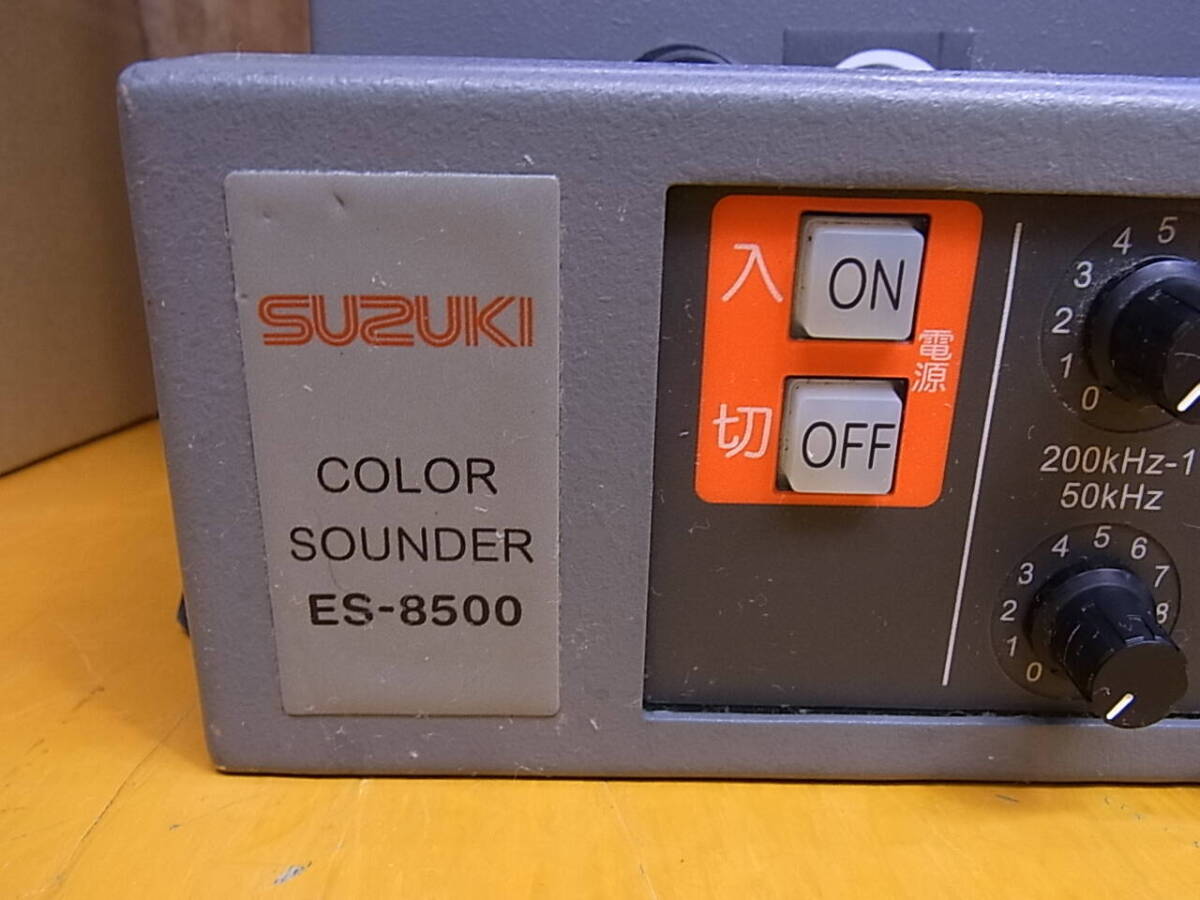 SUZUKI
COLOR
SOUNDER
ES-8500
入
ON
電源
切
OFF
0 1 2 3 4 5
200kHz-1
50kHz
0 1 2 3 4 5 6 7 8